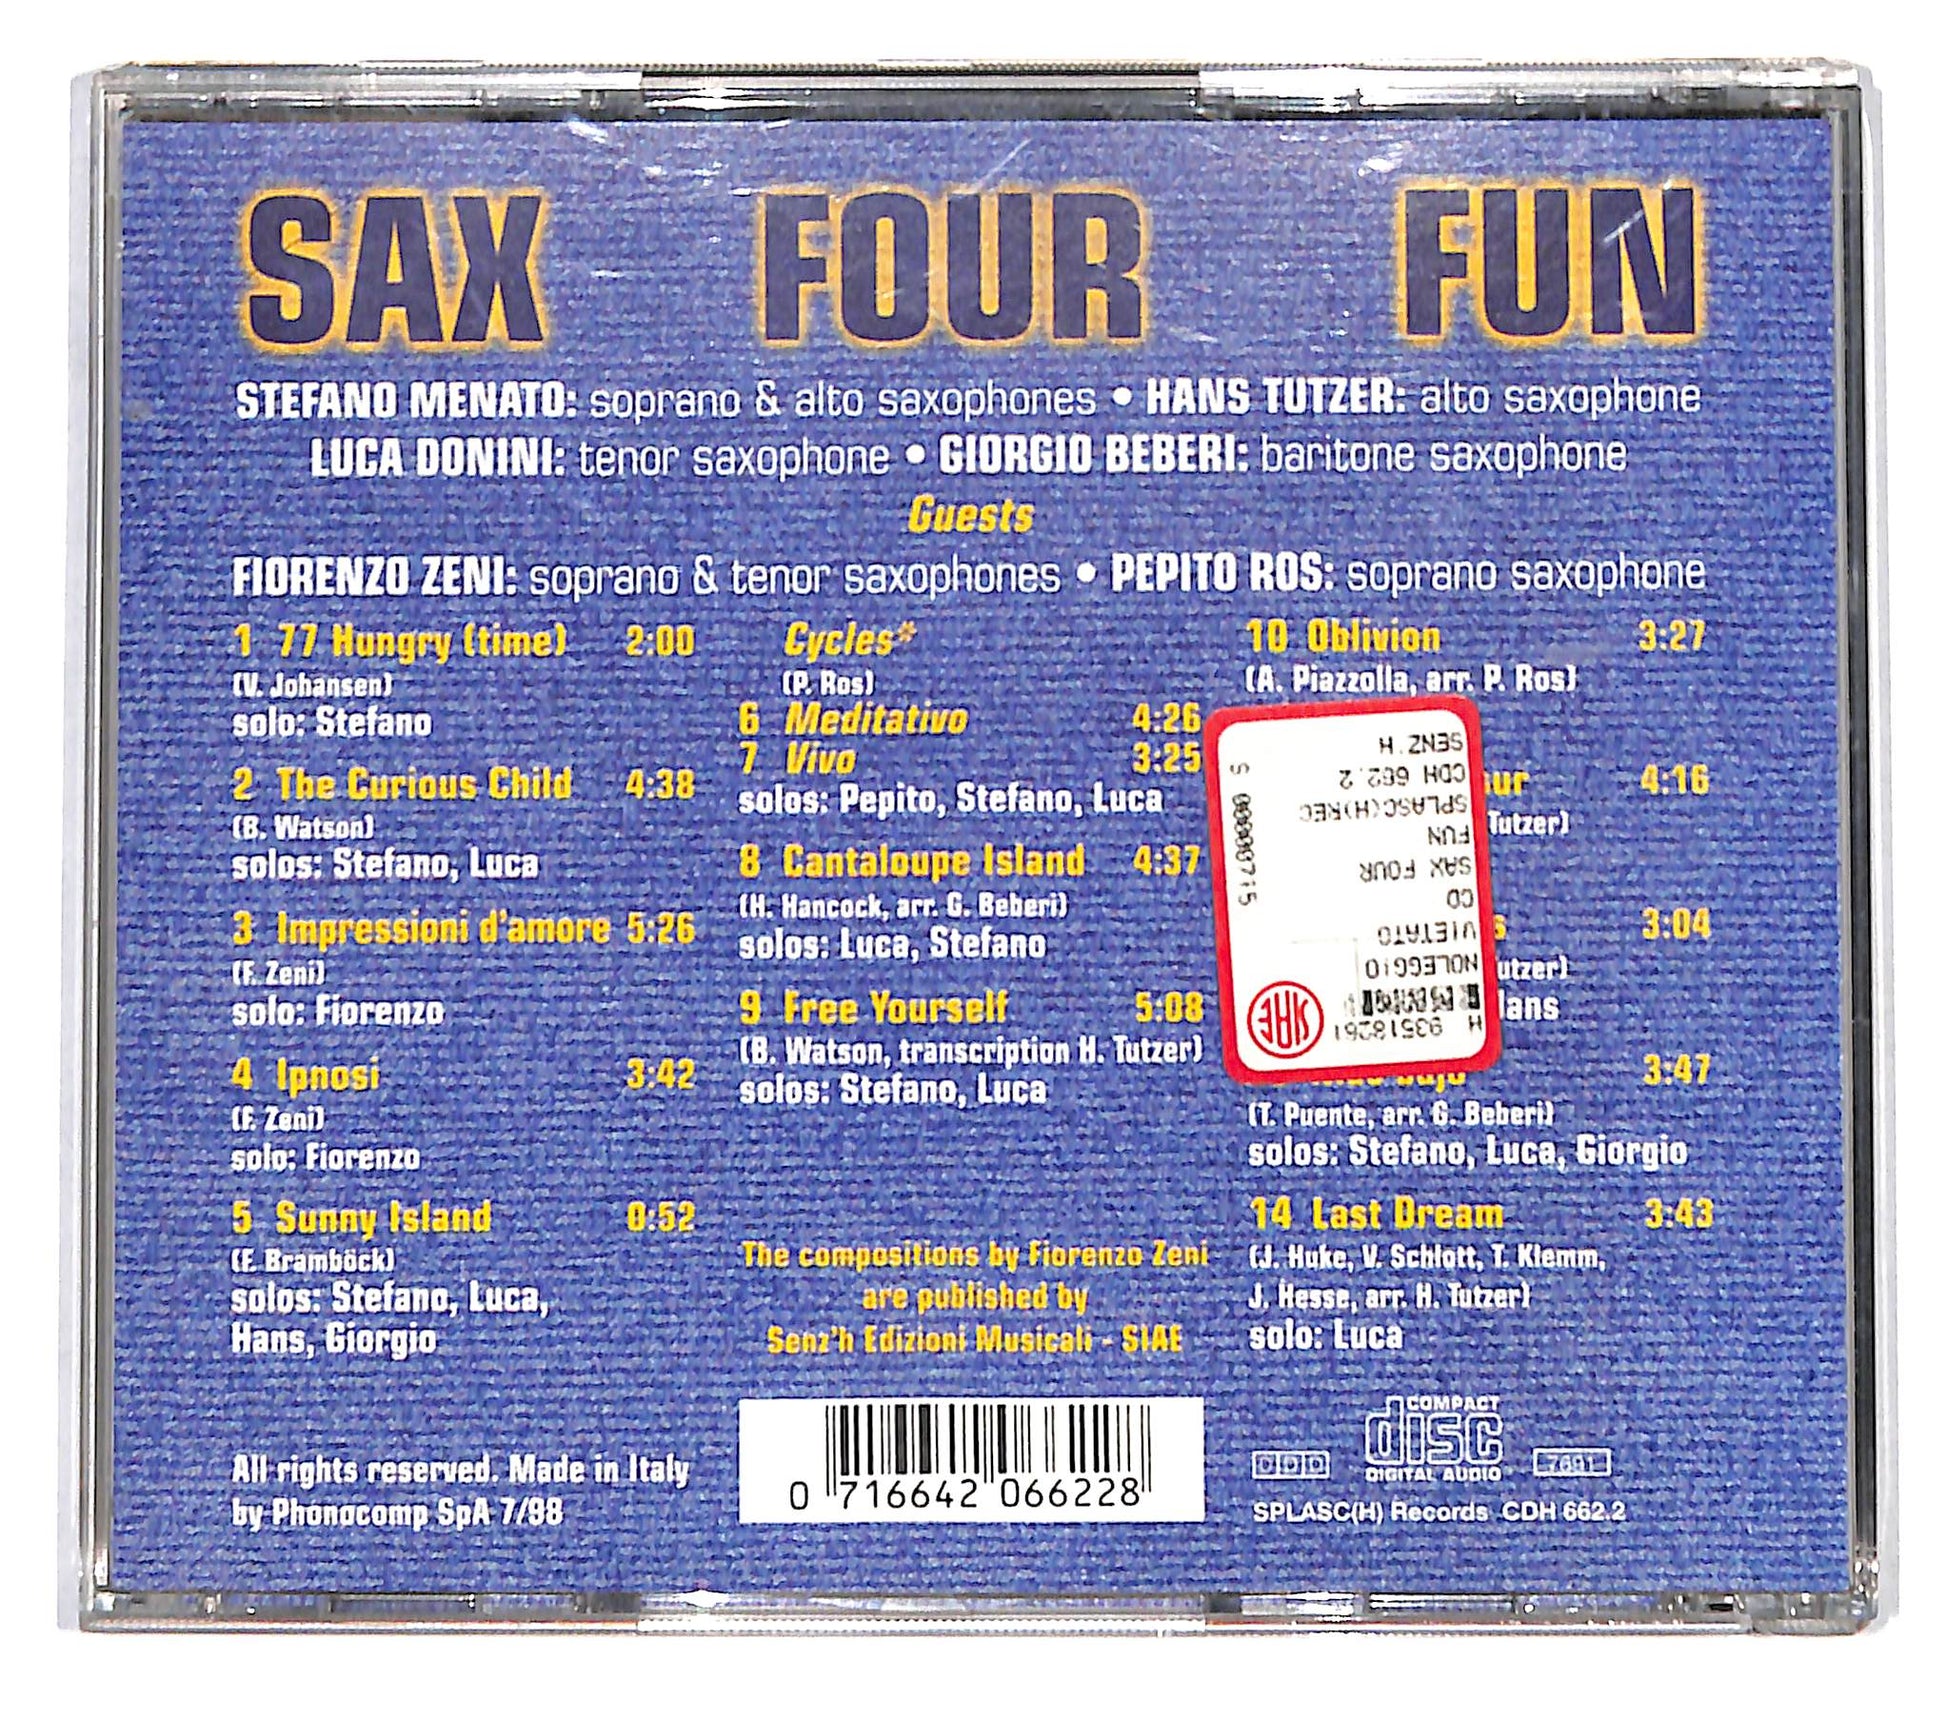 SAX FOUR FUN
STEFANO MENATO: soprano & alto saxophones • HANS TUTZER: alto saxophone
LUCA DONINI: tenor saxophone • GIORGIO BEBERI: baritone saxophone
Guests
FIORENZO ZENI: soprano & tenor saxophones • PEPITO ROS: soprano saxophone
1 77 Hungry (time) 2:00
(V. Johansen)
solo: Stefano
2 The Curious Child 4:38
(B. Watson)
solos: Stefano, Luca
3 Impressioni d'amore 5:26
(F. Zeni)
solo: Fiorenzo
4 Ipnosi 3:42
(F. Zeni)
solo: Fiorenzo
5 Sunny Island 0:52
(E. Bramböck)
solos: Stefano, Luca,
Hans, Giorgio
All rights reserved. Made in Italy
by Phonocomp SpA 7/98
Cycles*
(P. Ros)
6 Meditativo 4:26
7 Vivo 3:25
solos: Pepito, Stefano, Luca
8 Cantaloupe Island 4:37
(H. Hancock, arr. G. Beberi)
solos: Luca, Stefano
9 Free Yourself 5:08
(B. Watson, transcription H. Tutzer)
solos: Stefano, Luca
The compositions by Fiorenzo Zeni
are published by
Senz'h Edizioni Musicali - SIAE
0 716642 066228
10 Oblivion 3:27
(A. Piazzolla, arr. P. Ros)
4:16
Tutzer)
3:04
3:47
(T. Puente, arr. G. Beberi)
solos: Stefano, Luca, Giorgio
14 Last Dream 3:43
(J. Huke, V. Schlott, T. Klemm,
J. Hesse, arr. H. Tutzer)
solo: Luca
COMPACT
disc
DIGITAL AUDIO
DDD
SPLASC(H) Records CDH 662.2
SIAE
H 93518261
NOLEGGIO
VIETATO
CD
SAX FOUR
FUN
SPLASC(H)REC
CDH 662.2
SENZ.H
S 00000715